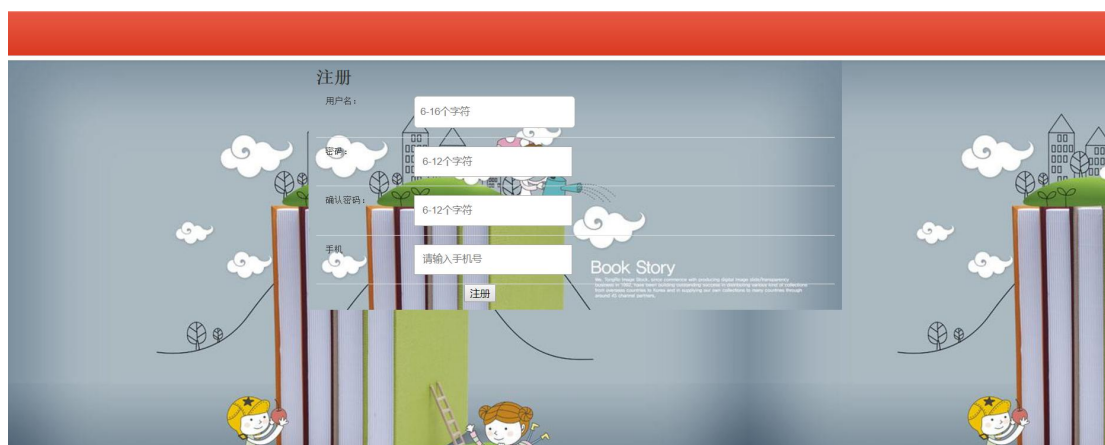 注册
用户名：
6-16个字符
密码：
6-12个字符
确认密码：
6-12个字符
手机
请输入手机号
注册
Book Story